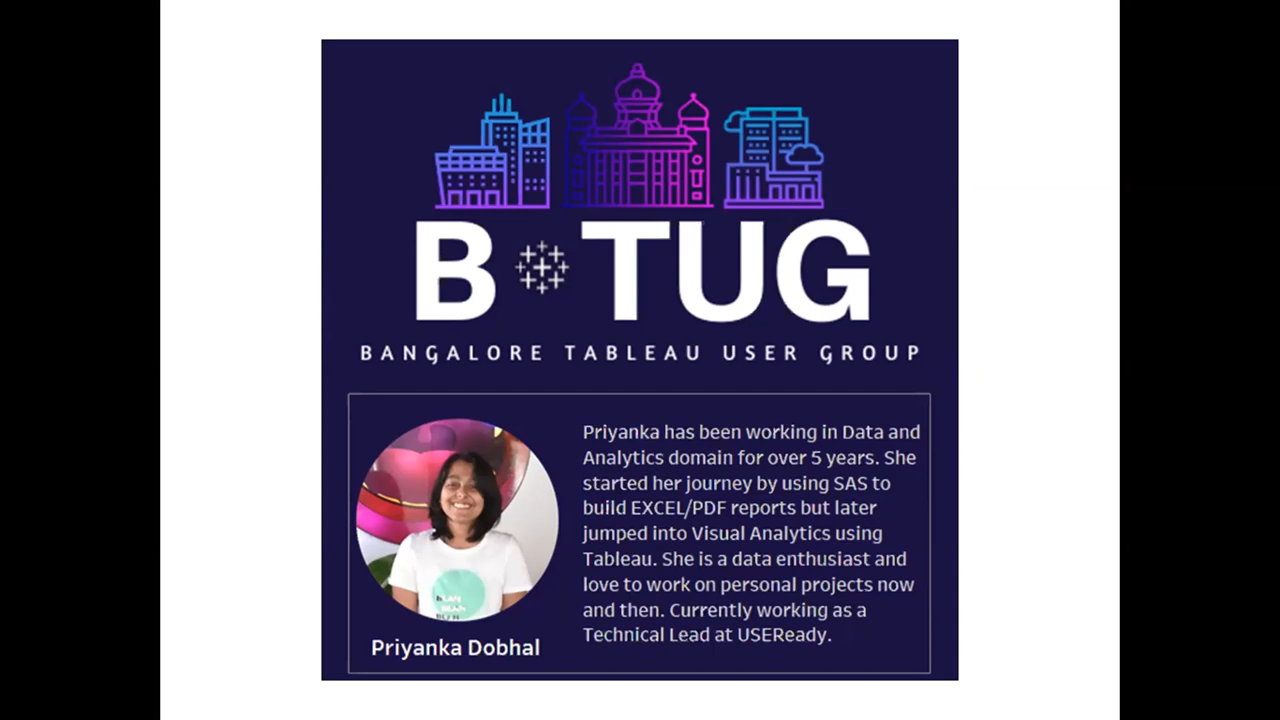 B TUG
BANGALORE TABLEAU USER GROUP
Priyanka has been working in Data and
Analytics domain for over 5 years. She
started her journey by using SAS to
build EXCEL/PDF reports but later
jumped into Visual Analytics using
Tableau. She is a data enthusiast and
love to work on personal projects now
and then. Currently working as a
Technical Lead at USEReady.
Priyanka Dobhal